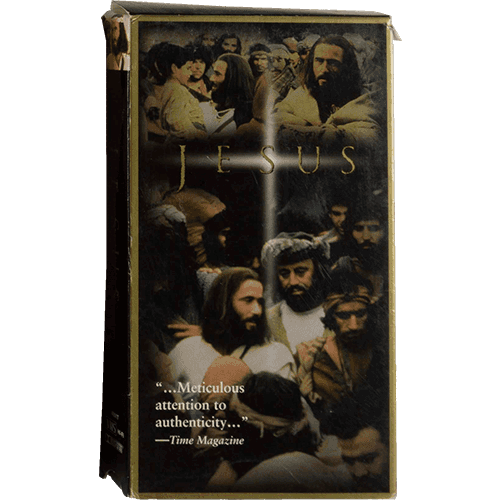 JESUS
“...Meticulous
attention to
authenticity...”
—Time Magazine